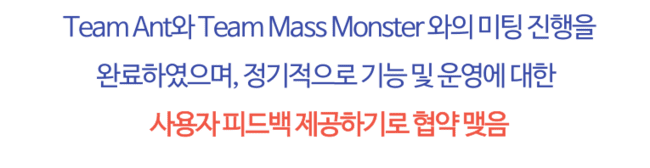 Team Ant와 Team Mass Monster 와의 미팅 진행을
완료하였으며, 정기적으로 기능 및 운영에 대한
사용자 피드백 제공하기로 협약 맺음